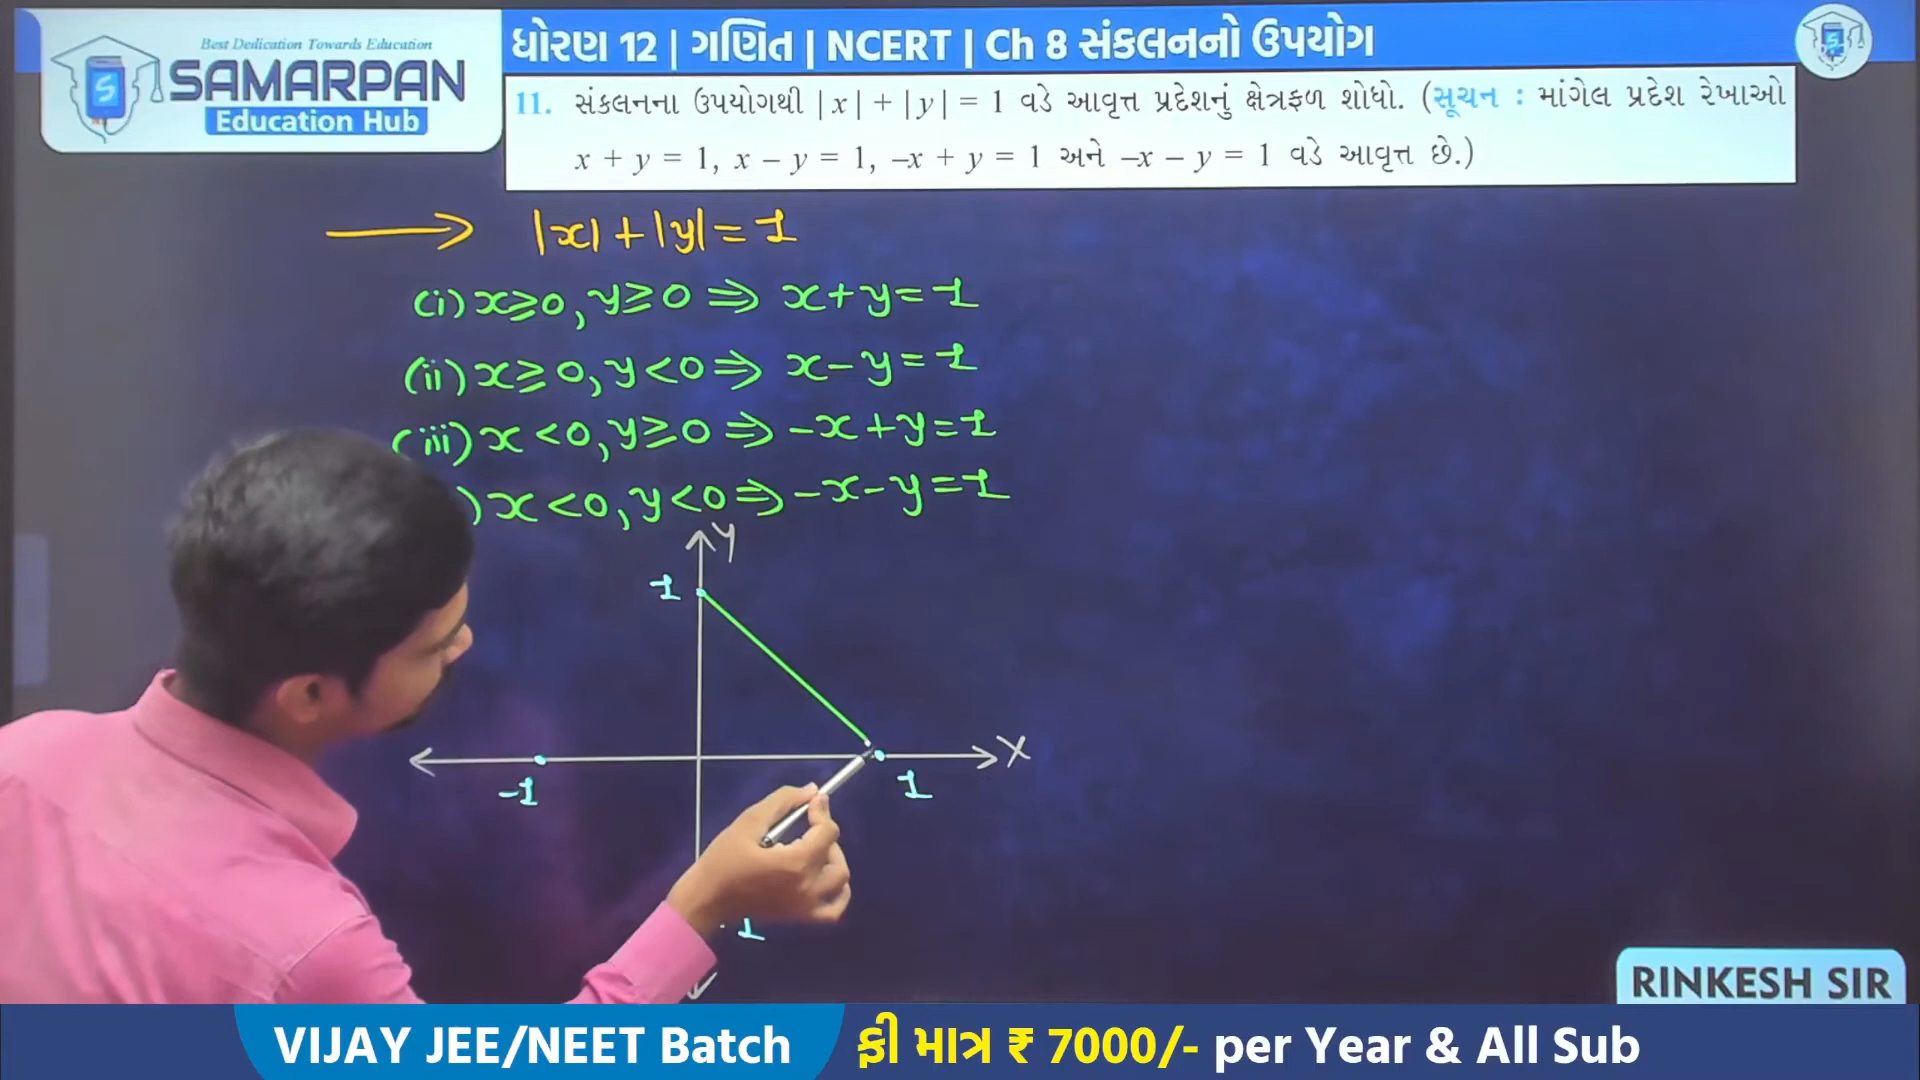 Best Dedication Towards Education
SAMARPAN
Education Hub
ધોરણ 12 | ગણિત | NCERT | Ch 8 સંકલનનો ઉપયોગ
11. સંકલનના ઉપયોગથી | x | + | y | = 1 વડે આવૃત્ત પ્રદેશનું ક્ષેત્રફળ શોધો. (સૂચન : માંગેલ પ્રદેશ રેખાઓ
x + y = 1, x – y = 1, –x + y = 1 અને –x – y = 1 વડે આવૃત્ત છે.)
|x| + |y| = 1
(i) x ≥ 0, y ≥ 0 ⇒ x + y = 1
(ii) x ≥ 0, y < 0 ⇒ x - y = 1
(iii) x < 0, y ≥ 0 ⇒ -x + y = 1
) x < 0, y < 0 ⇒ -x - y = 1
Y
1
X
-1
1
-1
RINKESH SIR
VIJAY JEE/NEET Batch
ફી માત્ર ₹ 7000/- per Year & All Sub